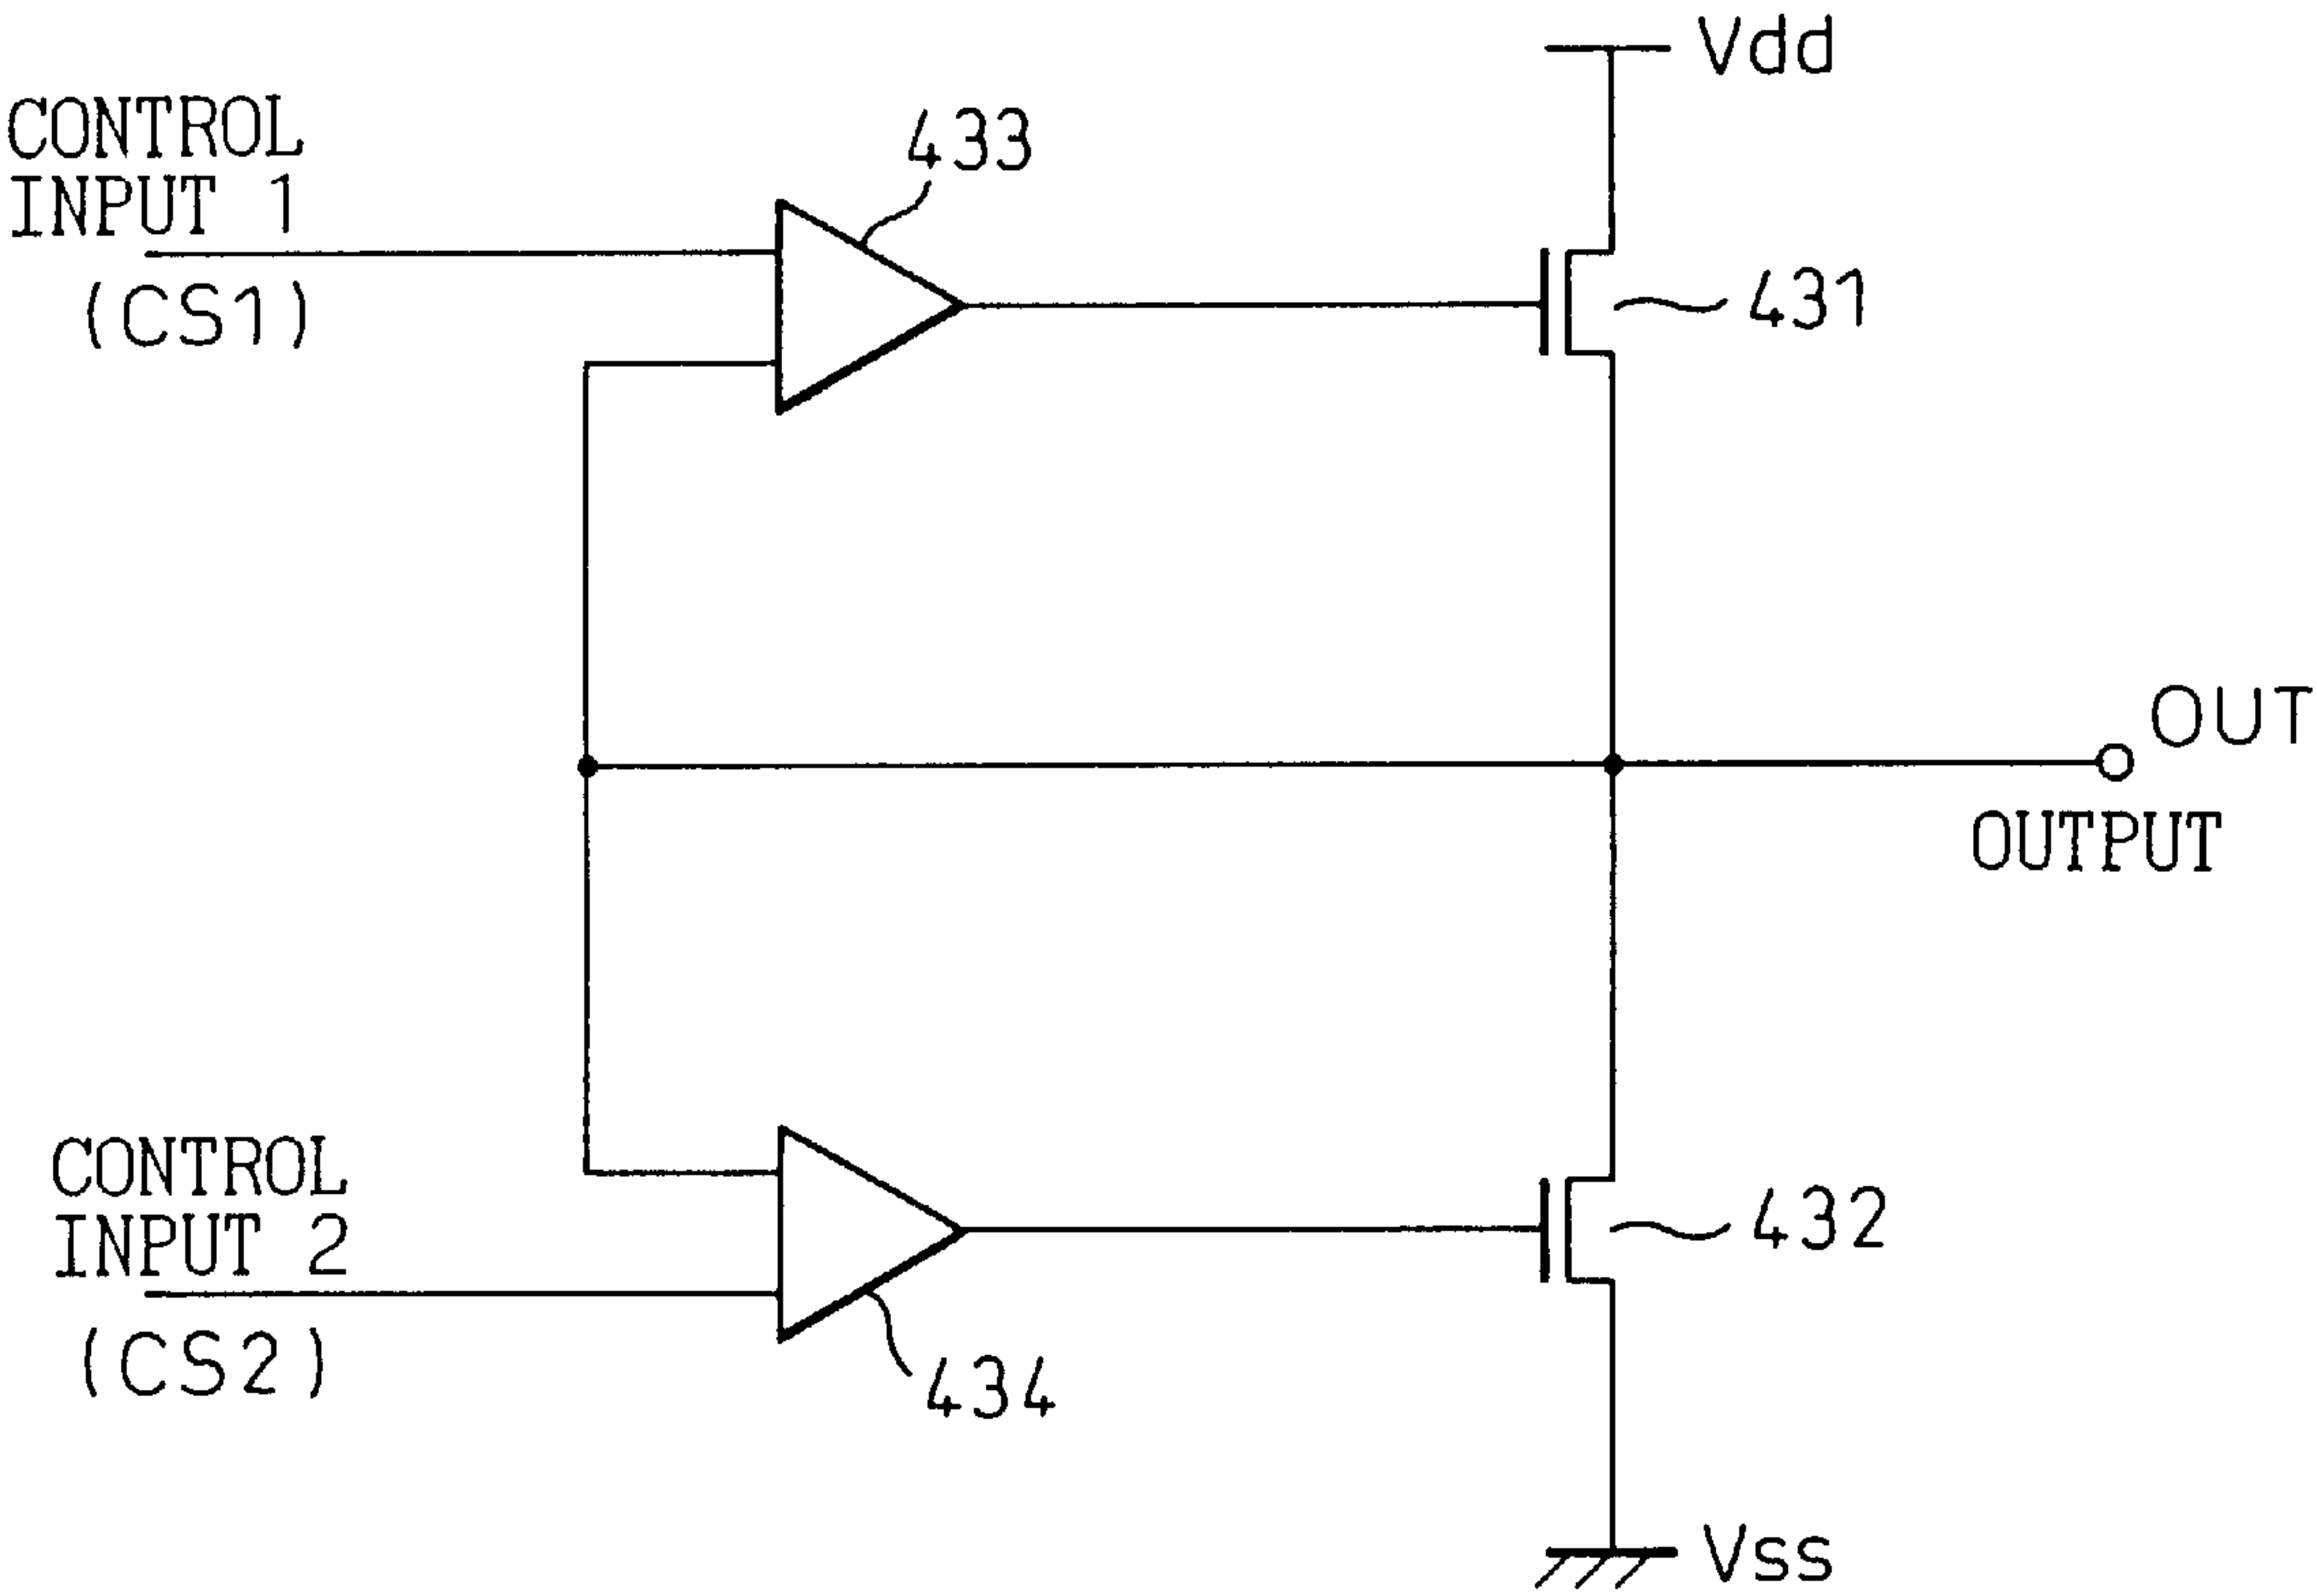 Vdd
CONTROL
INPUT 1
(CS1)
433
431
OUT
OUTPUT
CONTROL
INPUT 2
(CS2)
432
434
Vss